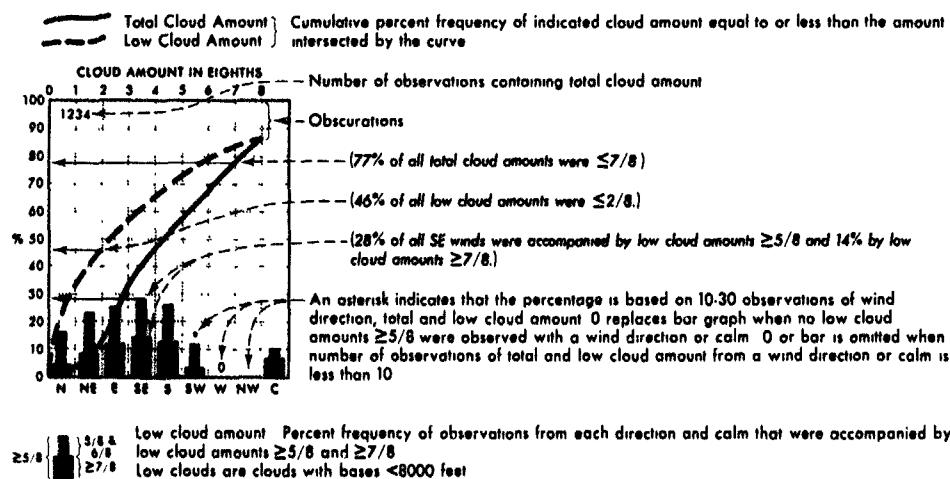 Total Cloud Amount
Low Cloud Amount
Cumulative percent frequency of indicated cloud amount equal to or less than the amount
intersected by the curve
CLOUD AMOUNT IN EIGHTHS
0 1 2 3 4 5 6 7 8
100
90
80
70
60
50
%
40
30
20
10
0
1234
0
N NE E SE S SW W NW C
Number of observations containing total cloud amount
Obscurations
(77% of all total cloud amounts were ≤7/8)
(46% of all low cloud amounts were ≤2/8.)
(28% of all SE winds were accompanied by low cloud amounts ≥5/8 and 14% by low
cloud amounts ≥7/8.)
An asterisk indicates that the percentage is based on 10-30 observations of wind
direction, total and low cloud amount 0 replaces bar graph when no low cloud
amounts ≥5/8 were observed with a wind direction or calm 0 or bar is omitted when
number of observations of total and low cloud amount from a wind direction or calm is
less than 10
≥5/8
5/8 &
6/8
≥7/8
Low cloud amount Percent frequency of observations from each direction and calm that were accompanied by
low cloud amounts ≥5/8 and ≥7/8
Low clouds are clouds with bases <8000 feet